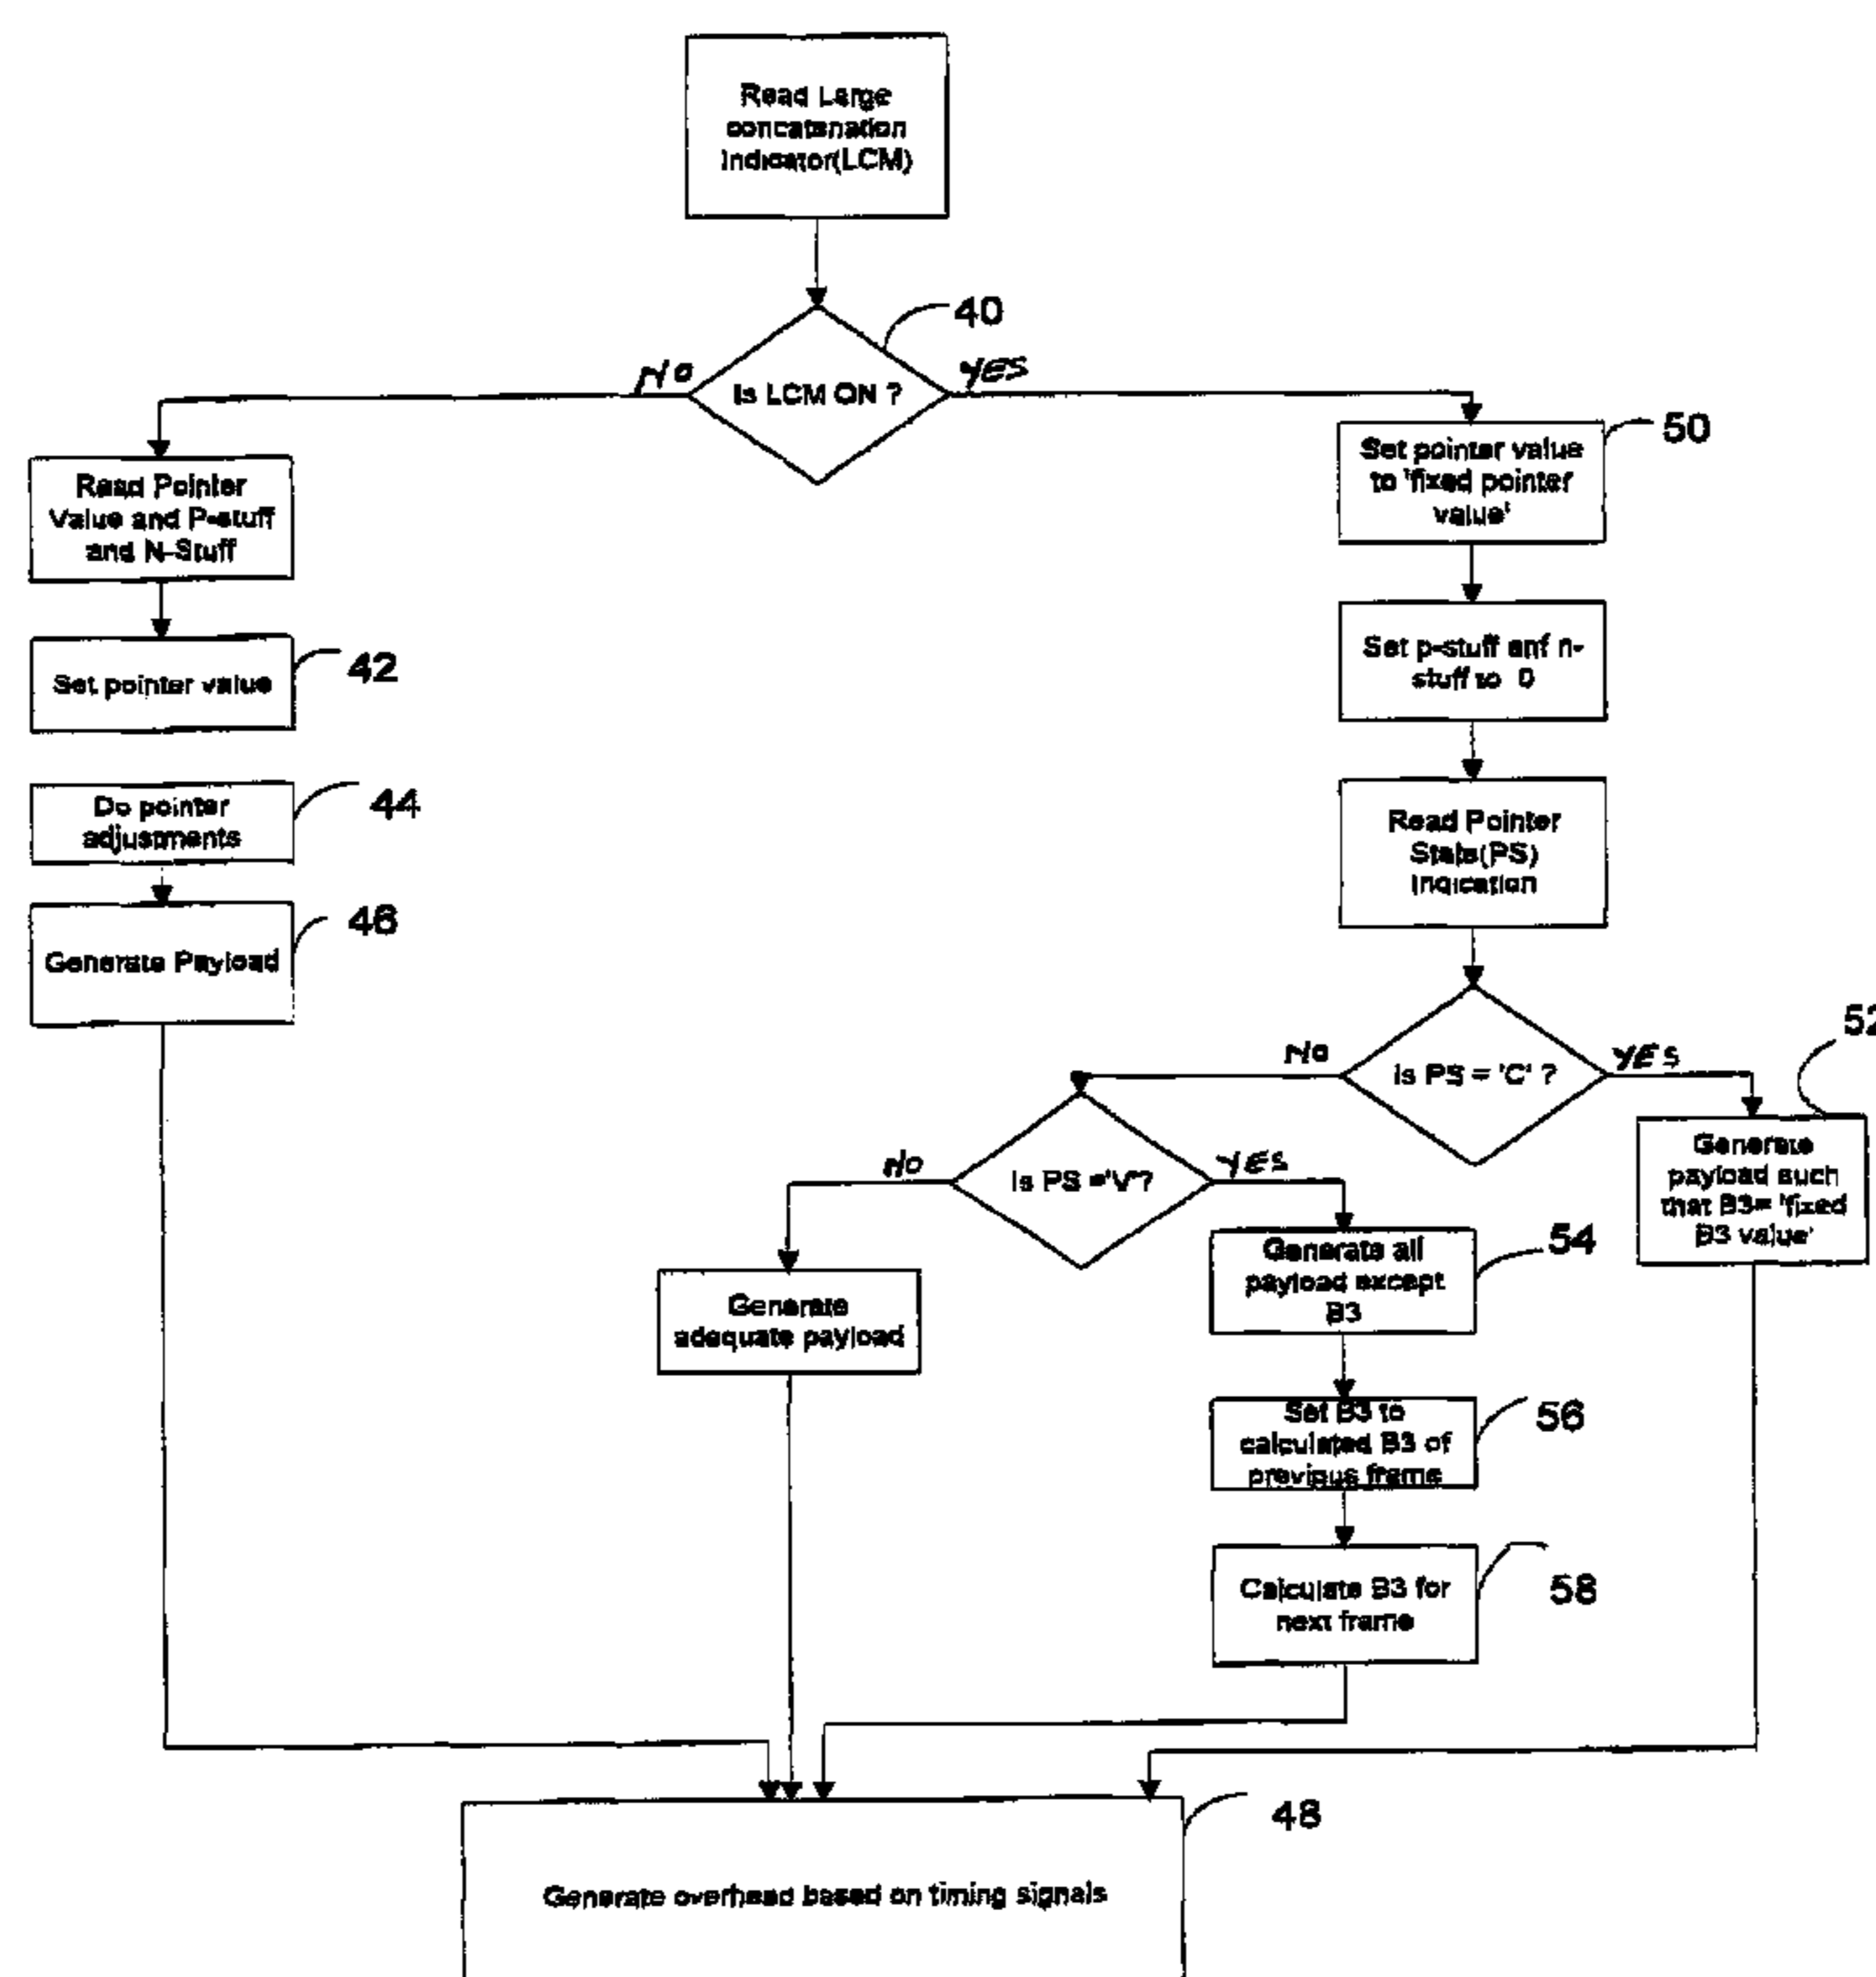 Read Large
concatenation
Indicator(LCM)
40
Is LCM ON ?
NO
YES
50
Read Pointer
Value and P-stuff
and N-Stuff
Set pointer value
to 'fixed pointer
value'
42
Set pointer value
Set p-stuff anf n-
stuff to 0
44
Do pointer
adjustments
Read Pointer
State(PS)
Indication
46
Generate Payload
52
Is PS = 'C' ?
NO
YES
Is PS ='V'?
NO
YES
Generate
payload such
that B3= 'fixed
B3 value'
54
Generate all
payload except
B3
Generate
adequate payload
56
Set B3 to
calculated B3 of
previous frame
58
Calculate B3 for
next frame
48
Generate overhead based on timing signals